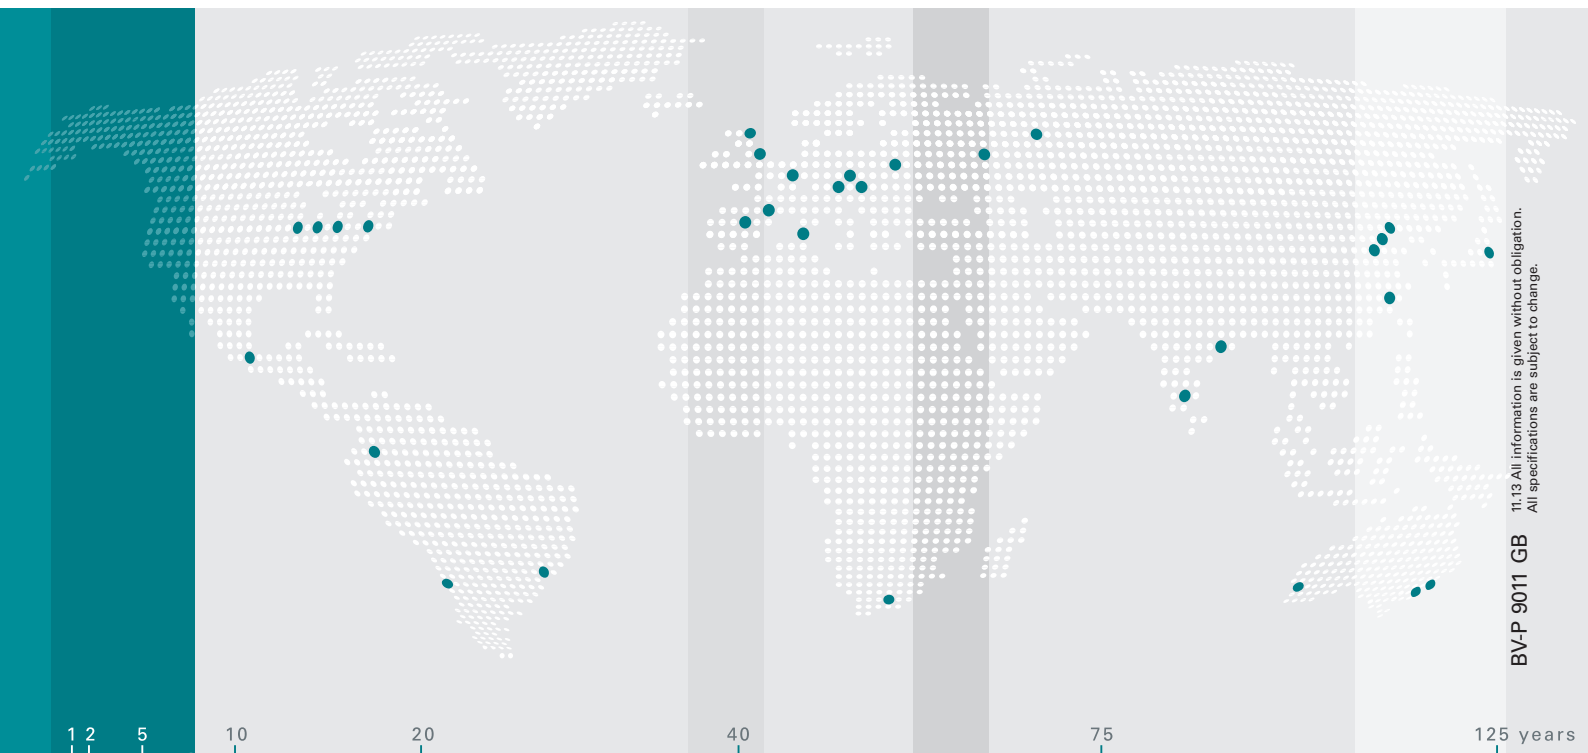 11.13 All information is given without obligation.
All specifications are subject to change.
BV-P 9011 GB
1 2 5 10 20 40 75 125 years